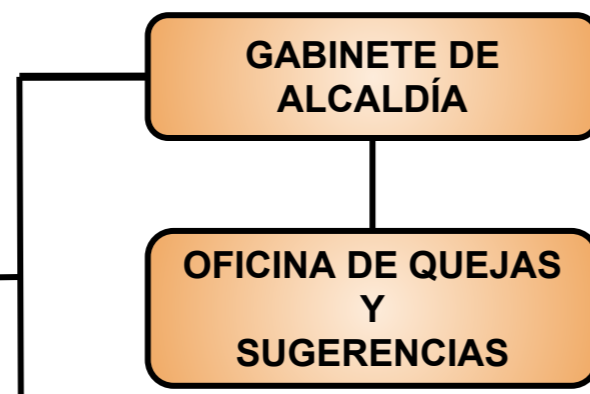 GABINETE DE
ALCALDÍA
OFICINA DE QUEJAS
Y
SUGERENCIAS